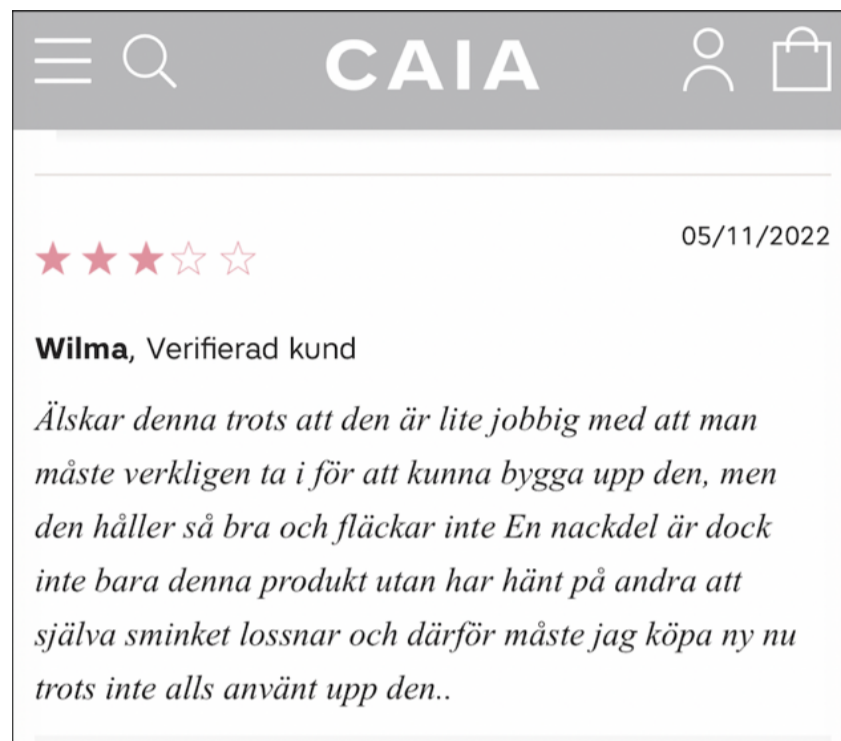 CAIA
05/11/2022
Wilma, Verifierad kund
Älskar denna trots att den är lite jobbig med att man
måste verkligen ta i för att kunna bygga upp den, men
den håller så bra och fläckar inte En nackdel är dock
inte bara denna produkt utan har hänt på andra att
själva sminket lossnar och därför måste jag köpa ny nu
trots inte alls använt upp den..